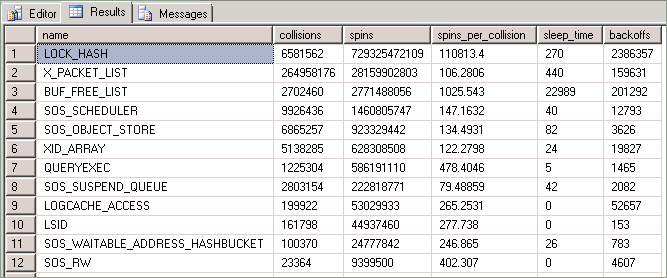 Editor Results Messages
name collisions spins spins_per_collision sleep_time backoffs
1 LOCK_HASH 6581562 729325472109 110813.4 270 2386357
2 X_PACKET_LIST 264958176 28159902803 106.2806 440 159631
3 BUF_FREE_LIST 2702460 2771488056 1025.543 22989 201292
4 SOS_SCHEDULER 9926436 1460805747 147.1632 40 12793
5 SOS_OBJECT_STORE 6865257 923329442 134.4931 82 3626
6 XID_ARRAY 5138285 628308508 122.2798 24 19827
7 QUERYEXEC 1225304 586191110 478.4046 5 1465
8 SOS_SUSPEND_QUEUE 2803154 222818771 79.48859 42 2082
9 LOGCACHE_ACCESS 199922 53029933 265.2531 0 52657
10 LSID 161798 44937460 277.738 0 153
11 SOS_WAITABLE_ADDRESS_HASHBUCKET 100370 24777842 246.865 26 783
12 SOS_RW 23364 9399500 402.307 0 4607